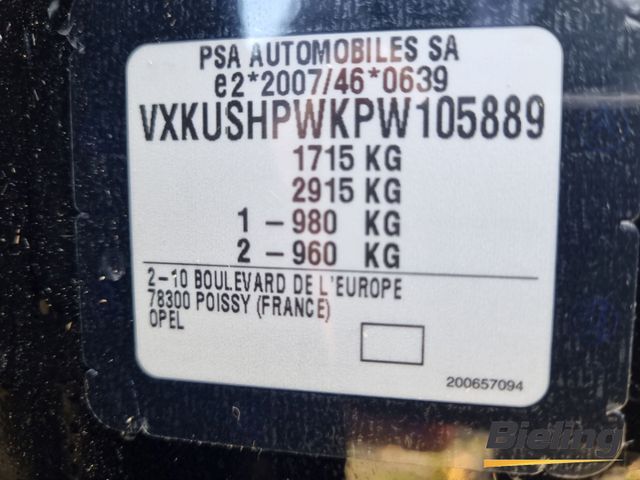 PSA AUTOMOBILES SA
e2*2007/46*0639
VXKUSHPWKPW105889
1715 KG
2915 KG
1 – 980 KG
2 – 960 KG
2–10 BOULEVARD DE L'EUROPE
78300 POISSY (FRANCE)
OPEL
200657094
Bieling